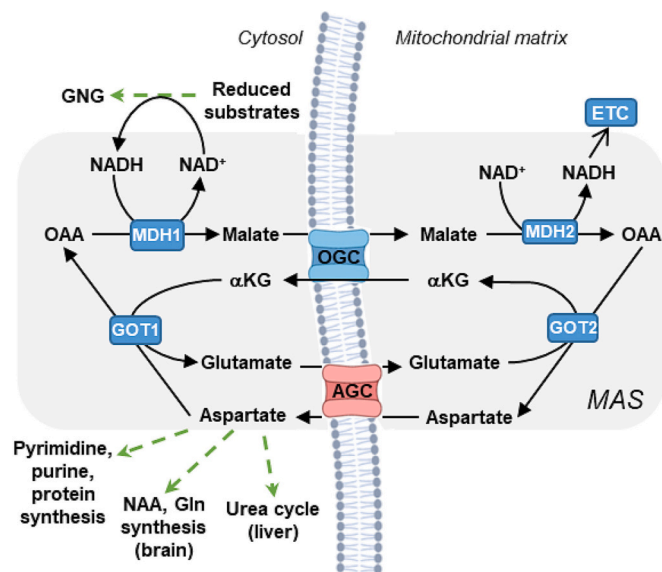 Cytosol
Mitochondrial matrix
GNG
Reduced
substrates
ETC
NADH
NAD⁺
NAD⁺
NADH
OAA
MDH1
Malate
Malate
MDH2
OAA
OGC
αKG
αKG
GOT1
GOT2
Glutamate
Glutamate
AGC
MAS
Aspartate
Aspartate
Pyrimidine,
purine,
protein
synthesis
NAA, Gln
synthesis
(brain)
Urea cycle
(liver)